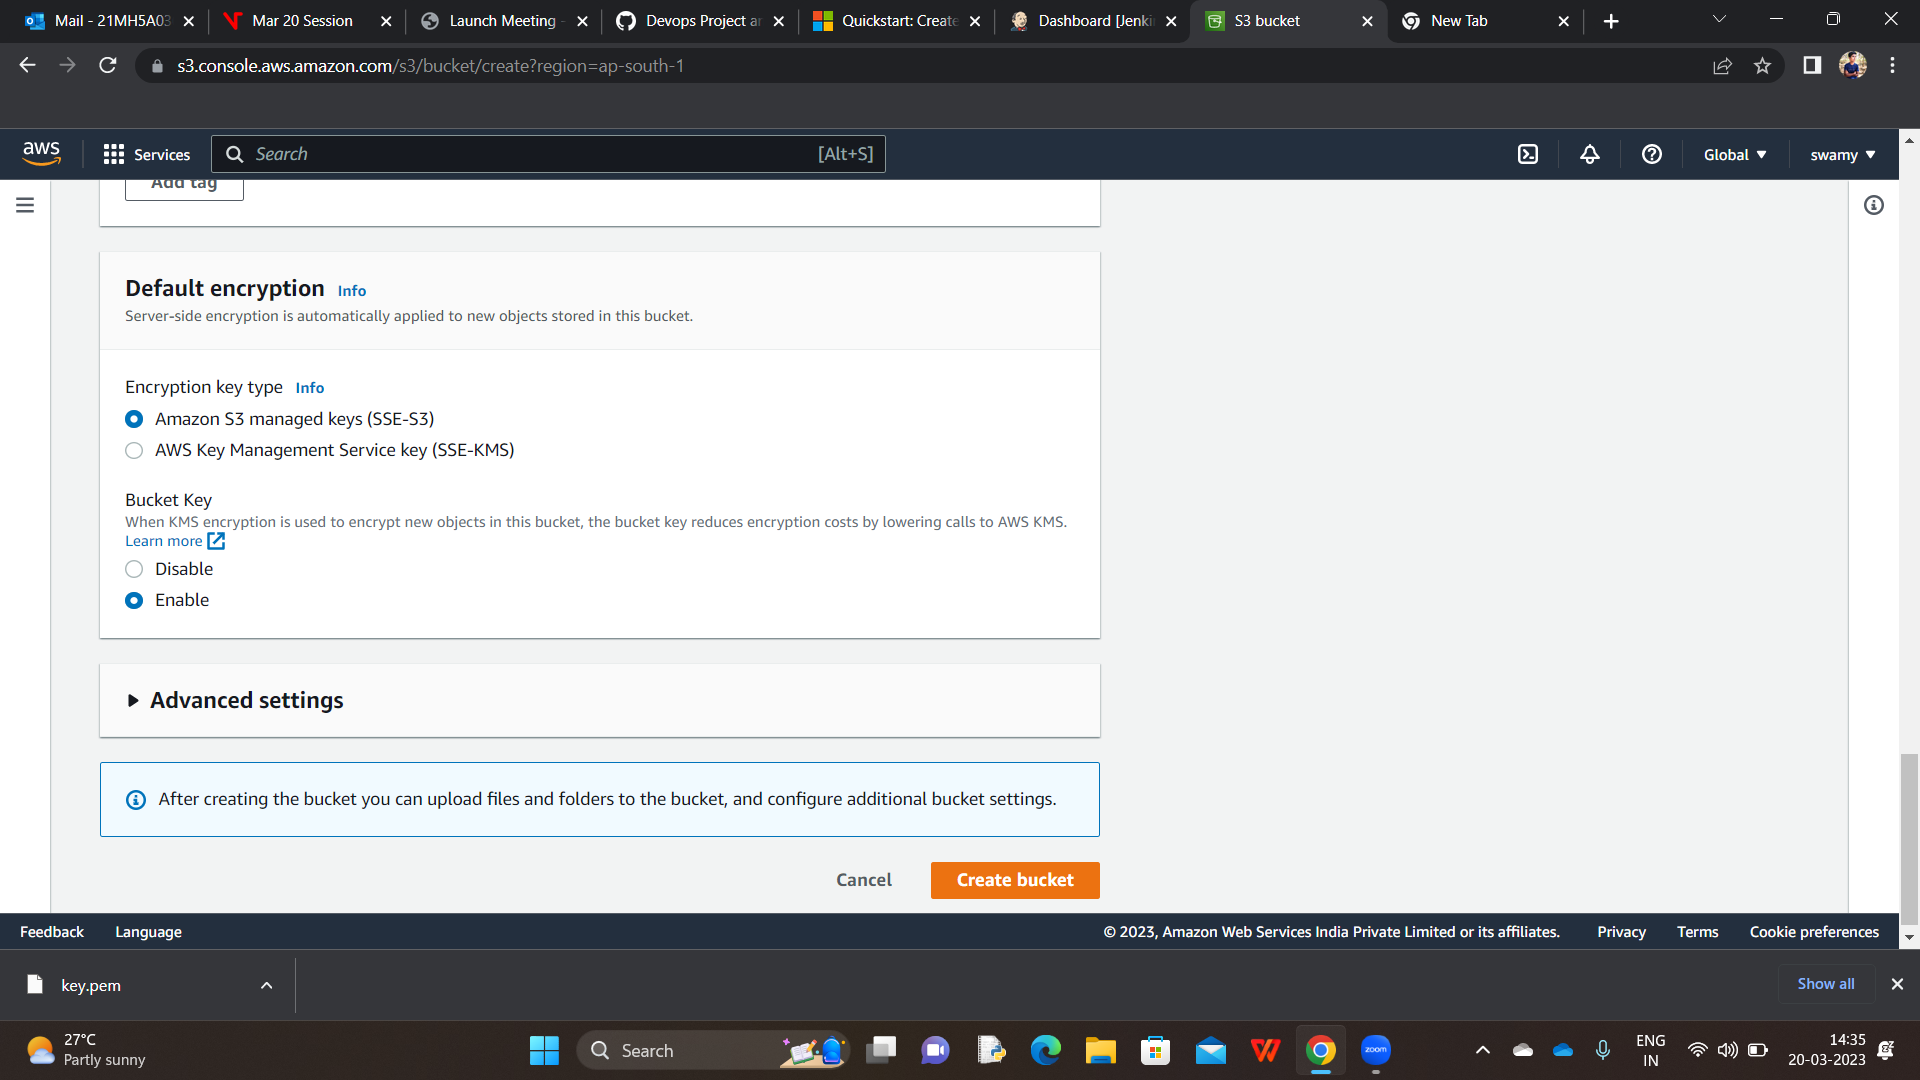 Mail - 21MH5A03
Mar 20 Session
Launch Meeting -
Devops Project an
Quickstart: Create
Dashboard [Jenki
S3 bucket
New Tab
s3.console.aws.amazon.com/s3/bucket/create?region=ap-south-1
aws
Services
Search
[Alt+S]
Global
swamy
Add tag
Default encryption Info
Server-side encryption is automatically applied to new objects stored in this bucket.
Encryption key type Info
Amazon S3 managed keys (SSE-S3)
AWS Key Management Service key (SSE-KMS)
Bucket Key
When KMS encryption is used to encrypt new objects in this bucket, the bucket key reduces encryption costs by lowering calls to AWS KMS.
Learn more
Disable
Enable
Advanced settings
After creating the bucket you can upload files and folders to the bucket, and configure additional bucket settings.
Cancel
Create bucket
Feedback
Language
© 2023, Amazon Web Services India Private Limited or its affiliates.
Privacy
Terms
Cookie preferences
key.pem
Show all
27°C
Partly sunny
Search
zoom
ENG
IN
14:35
20-03-2023